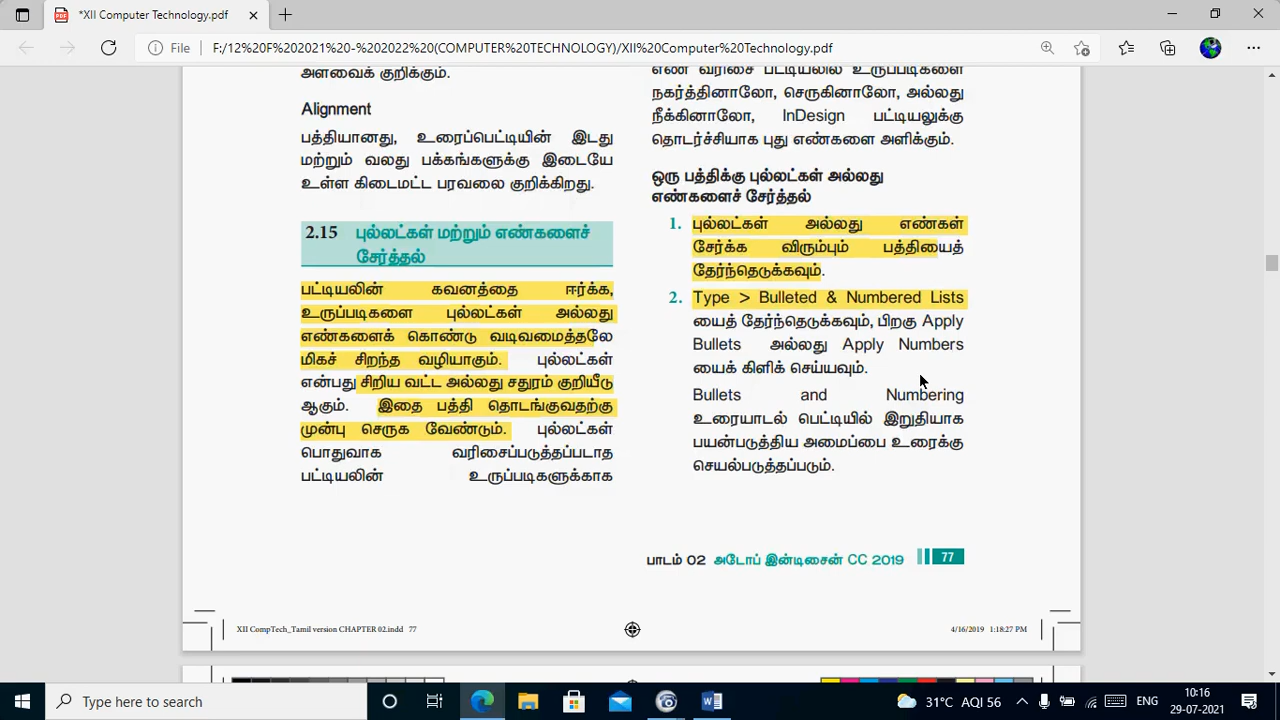 *XII Computer Technology.pdf
File
F:/12%20F%202021%20-%202022%20(COMPUTER%20TECHNOLOGY)/XII%20Computer%20Technology.pdf
அளவைக் குறிக்கும்.
Alignment
பத்தியானது, உரைப்பெட்டியின் இடது
மற்றும் வலது பக்கங்களுக்கு இடையே
உள்ள கிடைமட்ட பரவலை குறிக்கிறது.
2.15 புல்லட்கள் மற்றும் எண்களைச்
சேர்த்தல்
பட்டியலின் கவனத்தை ஈர்க்க,
உருப்படிகளை புல்லட்கள் அல்லது
எண்களைக் கொண்டு வடிவமைத்தலே
மிகச் சிறந்த வழியாகும். புல்லட்கள்
என்பது சிறிய வட்ட அல்லது சதுரம் குறியீடு
ஆகும். இதை பத்தி தொடங்குவதற்கு
முன்பு செருக வேண்டும். புல்லட்கள்
பொதுவாக வரிசைப்படுத்தப்படாத
பட்டியலின் உருப்படிகளுக்காக
எண் வரிசை பட்டியலில் உருப்படிகளை
நகர்த்தினாலோ, செருகினாலோ, அல்லது
நீக்கினாலோ, InDesign பட்டியலுக்கு
தொடர்ச்சியாக புது எண்களை அளிக்கும்.
ஒரு பத்திக்கு புல்லட்கள் அல்லது
எண்களைச் சேர்த்தல்
1. புல்லட்கள் அல்லது எண்கள்
சேர்க்க விரும்பும் பத்தியைத்
தேர்ந்தெடுக்கவும்.
2. Type > Bulleted & Numbered Lists
யைத் தேர்ந்தெடுக்கவும், பிறகு Apply
Bullets அல்லது Apply Numbers
யைக் கிளிக் செய்யவும்.
Bullets and Numbering
உரையாடல் பெட்டியில் இறுதியாக
பயன்படுத்திய அமைப்பை உரைக்கு
செயல்படுத்தப்படும்.
பாடம் 02 அடோப் இன்டிசைன் CC 2019 77
XII CompTech_Tamil version CHAPTER 02.indd 77
4/16/2019 1:18:27 PM
Type here to search
31°C AQI 56
ENG
10:16
29-07-2021